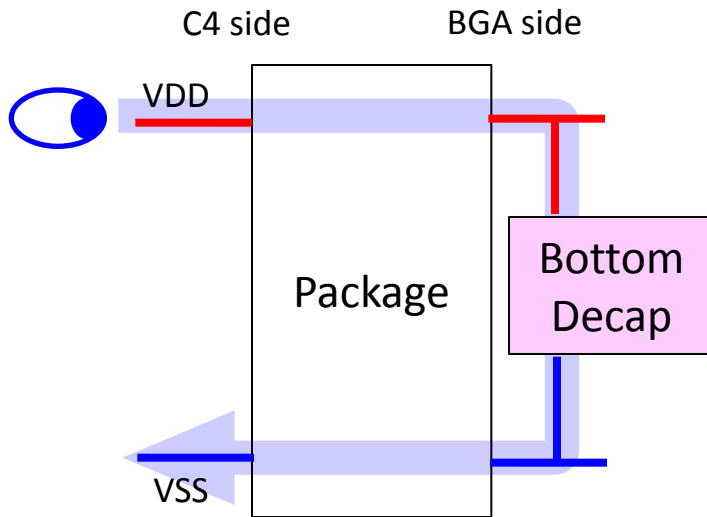 C4 side
BGA side
VDD
Package
Bottom
Decap
VSS